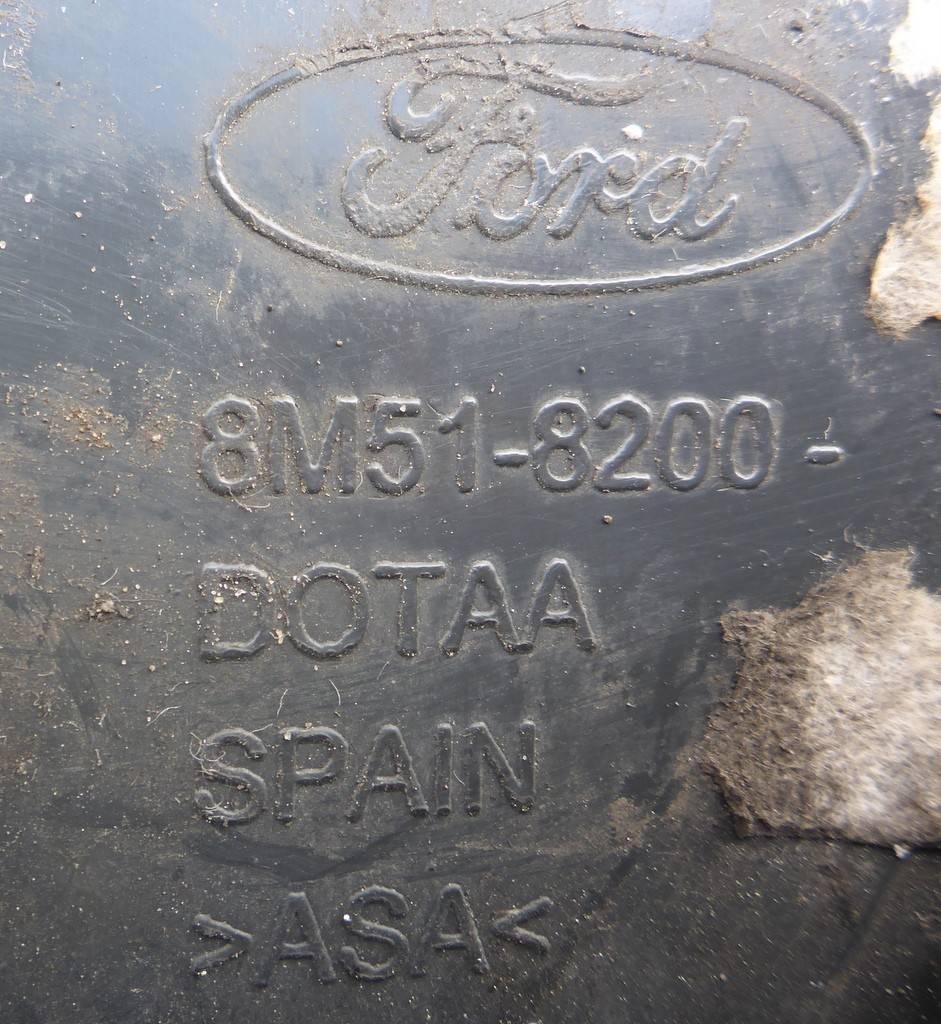 Ford
8M51-8200-
DOTAA
SPAIN
>ASA<